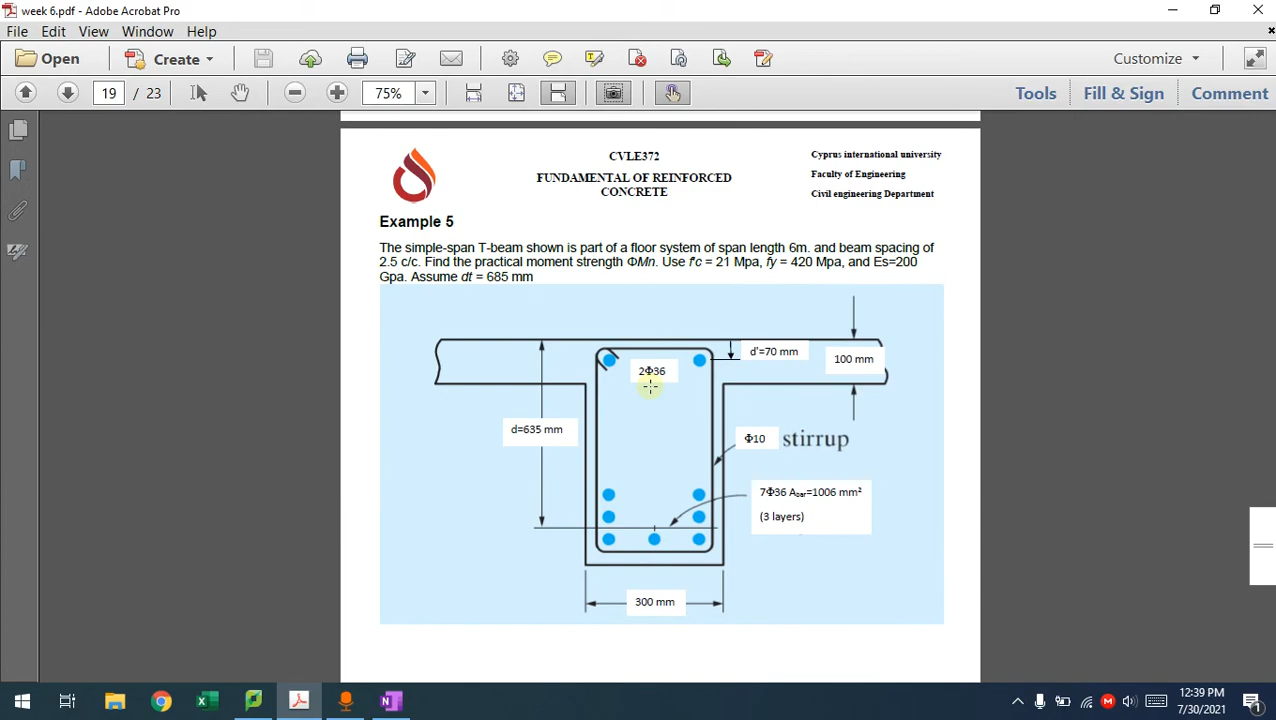 week 6.pdf - Adobe Acrobat Pro
File Edit View Window Help
Open Create Customize
19 / 23 75% Tools Fill & Sign Comment
CVLE372
FUNDAMENTAL OF REINFORCED
CONCRETE
Cyprus international university
Faculty of Engineering
Civil engineering Department
Example 5
The simple-span T-beam shown is part of a floor system of span length 6m. and beam spacing of
2.5 c/c. Find the practical moment strength ΦMn. Use f'c = 21 Mpa, fy = 420 Mpa, and Es=200
Gpa. Assume dt = 685 mm
d'=70 mm
100 mm
2Φ36
d=635 mm
Φ10 stirrup
7Φ36 Abar=1006 mm²
(3 layers)
300 mm
12:39 PM
7/30/2021
1